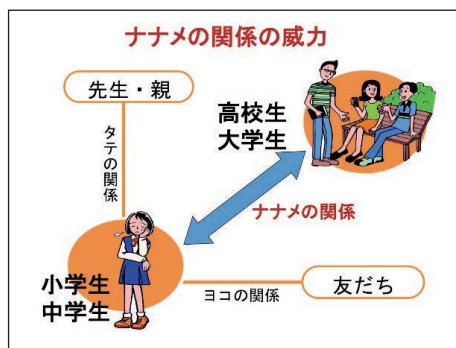 ナナメの関係の威力
先生・親
高校生
大学生
タテの関係
ナナメの関係
小学生
中学生
ヨコの関係
友だち